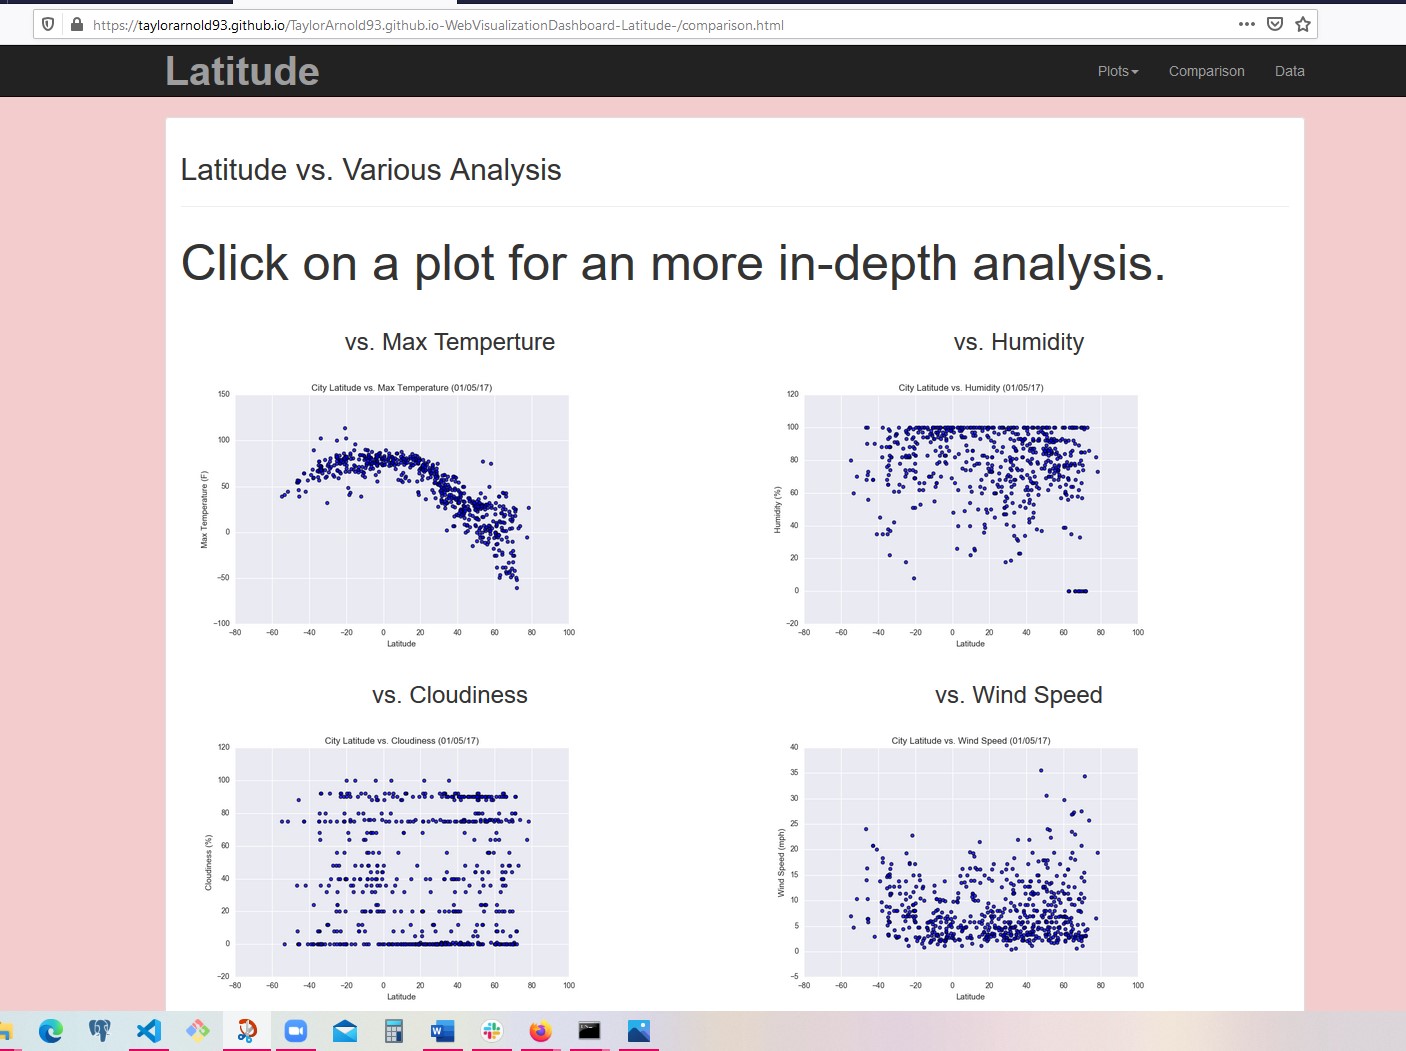 https://taylorarnold93.github.io/TaylorArnold93.github.io-WebVisualizationDashboard-Latitude-/comparison.html
Latitude
Plots Comparison Data
Latitude vs. Various Analysis
Click on a plot for an more in-depth analysis.
vs. Max Temperture
City Latitude vs. Max Temperature (01/05/17)
150
100
50
0
−50
−100
Max Temperature (F)
−80 −60 −40 −20 0 20 40 60 80 100
Latitude
vs. Humidity
City Latitude vs. Humidity (01/05/17)
120
100
80
60
40
20
0
−20
Humidity (%)
−80 −60 −40 −20 0 20 40 60 80 100
Latitude
vs. Cloudiness
City Latitude vs. Cloudiness (01/05/17)
120
100
80
60
40
20
0
−20
Cloudiness (%)
−80 −60 −40 −20 0 20 40 60 80 100
Latitude
vs. Wind Speed
City Latitude vs. Wind Speed (01/05/17)
40
35
30
25
20
15
10
5
0
−5
Wind Speed (mph)
−80 −60 −40 −20 0 20 40 60 80 100
Latitude
W